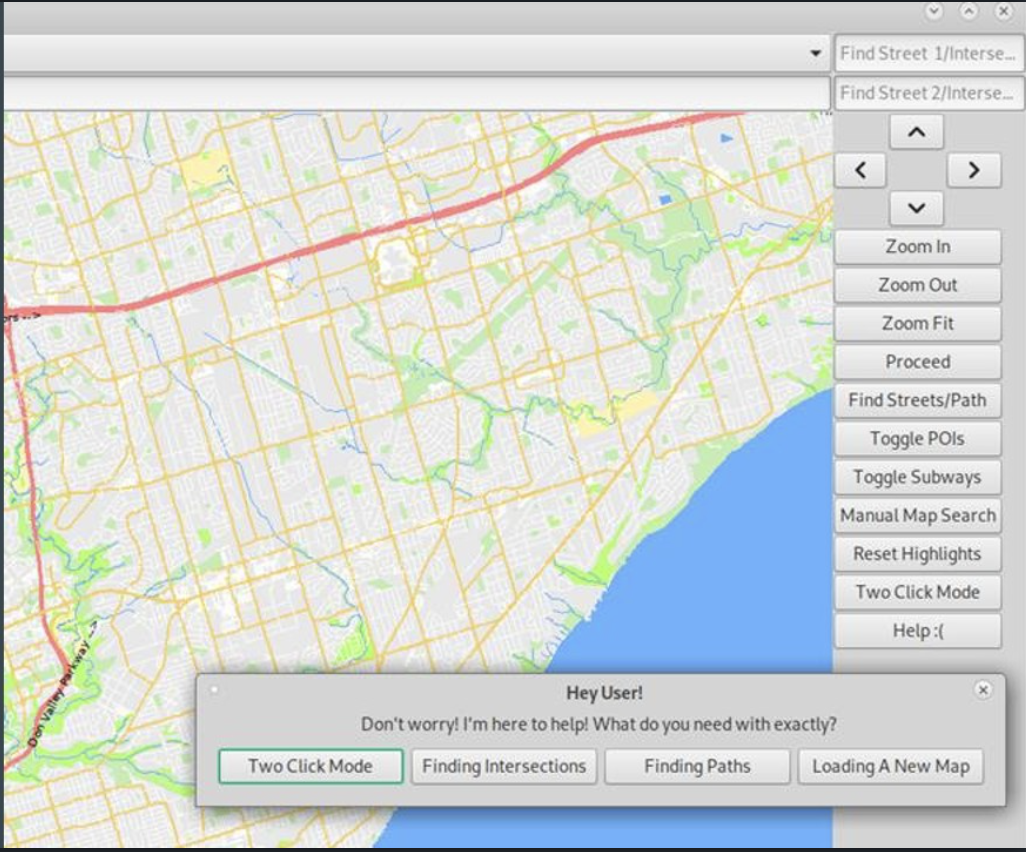 Find Street 1/Interse...
Find Street 2/Interse...
Zoom In
Zoom Out
Zoom Fit
Proceed
Find Streets/Path
Toggle POIs
Toggle Subways
Manual Map Search
Reset Highlights
Two Click Mode
Help :(
ors -->
Don Valley Parkway -->
Hey User!
Don't worry! I'm here to help! What do you need with exactly?
Two Click Mode
Finding Intersections
Finding Paths
Loading A New Map